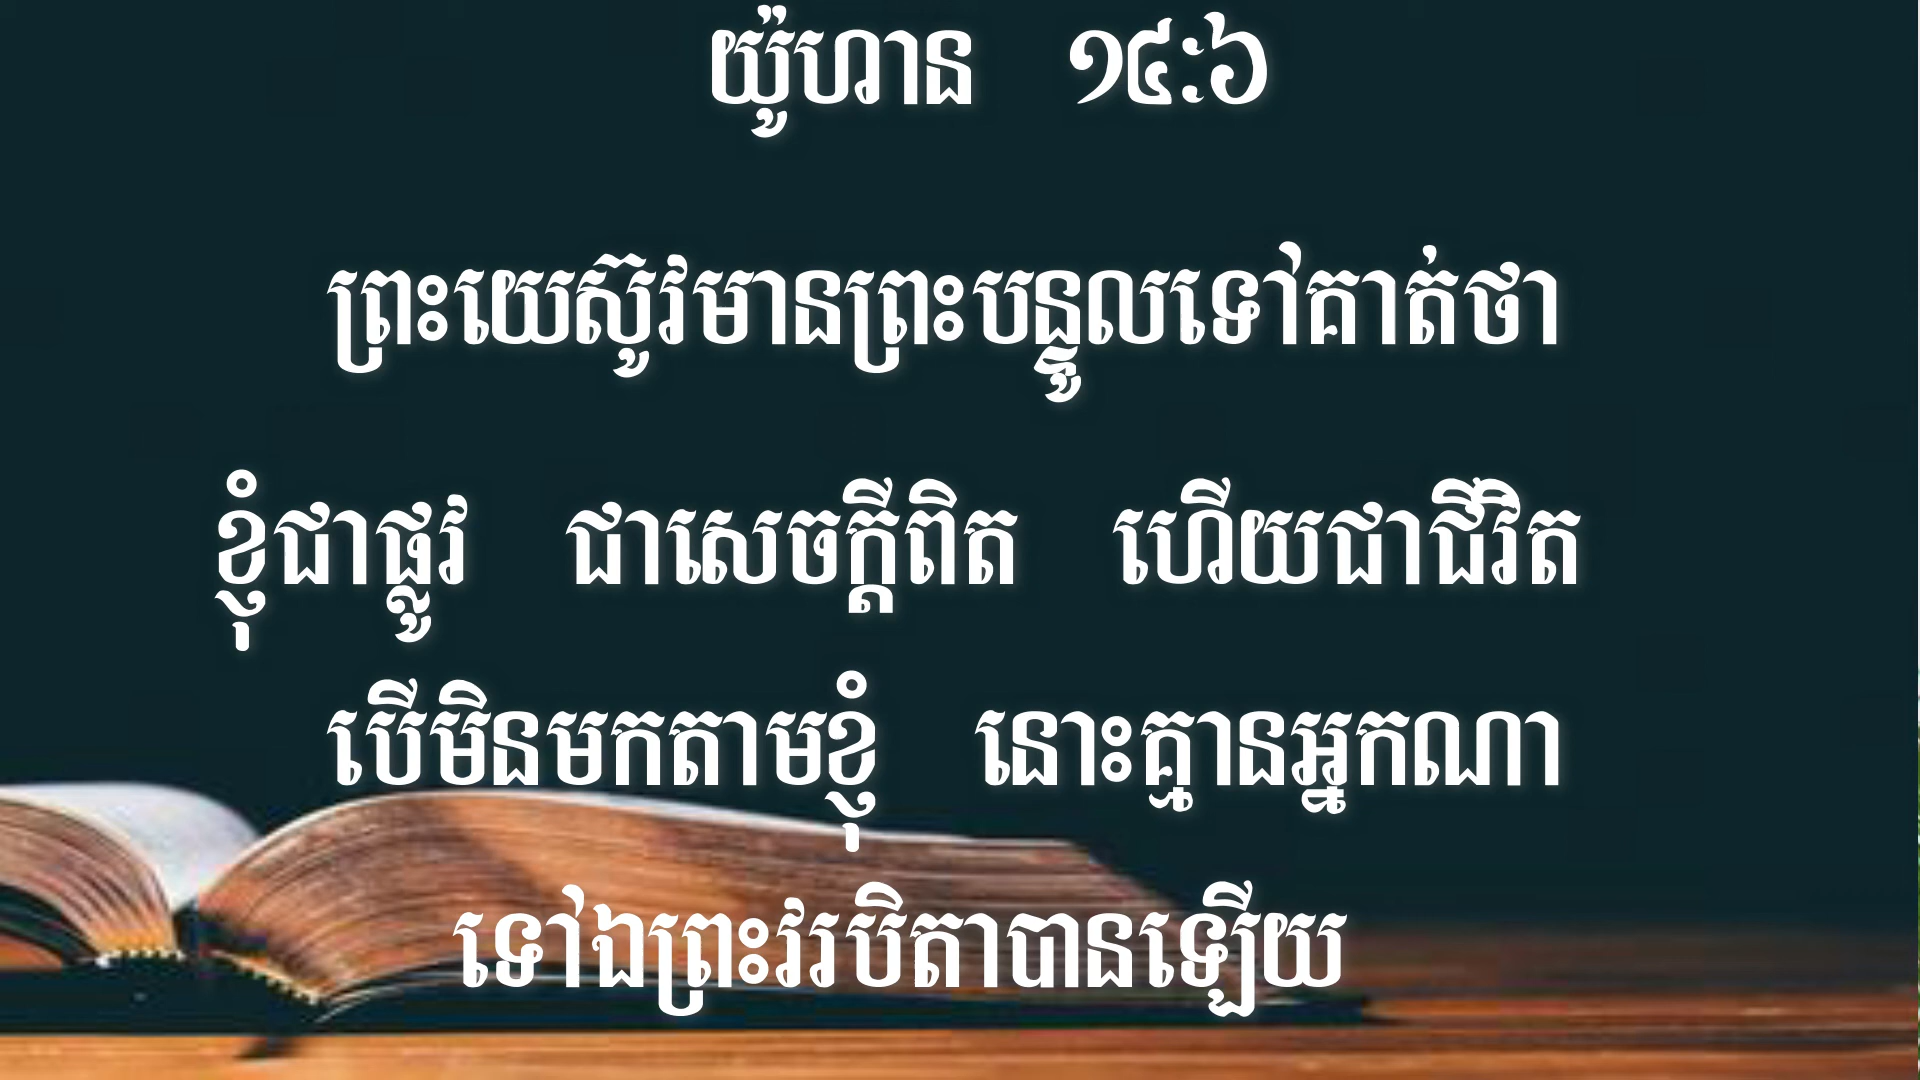 យ៉ូហាន ១៤:៦
ព្រះយេស៊ូវមានព្រះបន្ទូលទៅគាត់ថា
ខ្ញុំជាផ្លូវ ជាសេចក្ដីពិត ហើយជាជីវិត
បើមិនមកតាមខ្ញុំ នោះគ្មានអ្នកណា
ទៅឯព្រះវរបិតាបានឡើយ